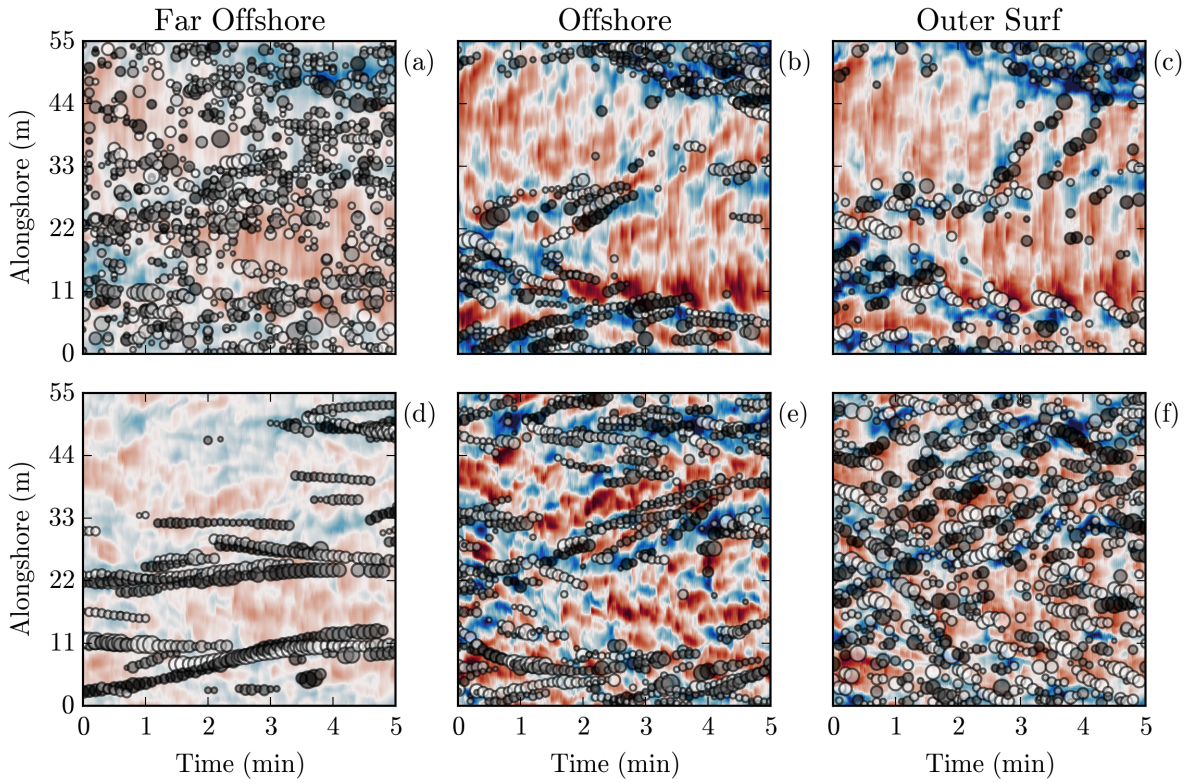 Far Offshore Offshore Outer Surf
55 (a) (b) (c)
44
33
22
11
0
Alongshore (m)
55 (d) (e) (f)
44
33
22
11
0
Alongshore (m)
0 1 2 3 4 5 0 1 2 3 4 5 0 1 2 3 4 5
Time (min) Time (min) Time (min)